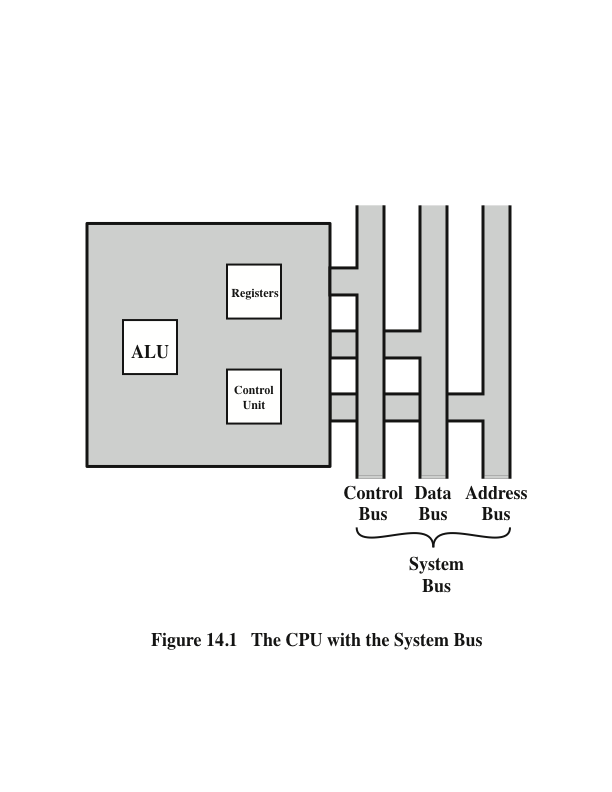 Registers
ALU
Control
Unit
Control Data Address
Bus Bus Bus
System
Bus
Figure 14.1 The CPU with the System Bus